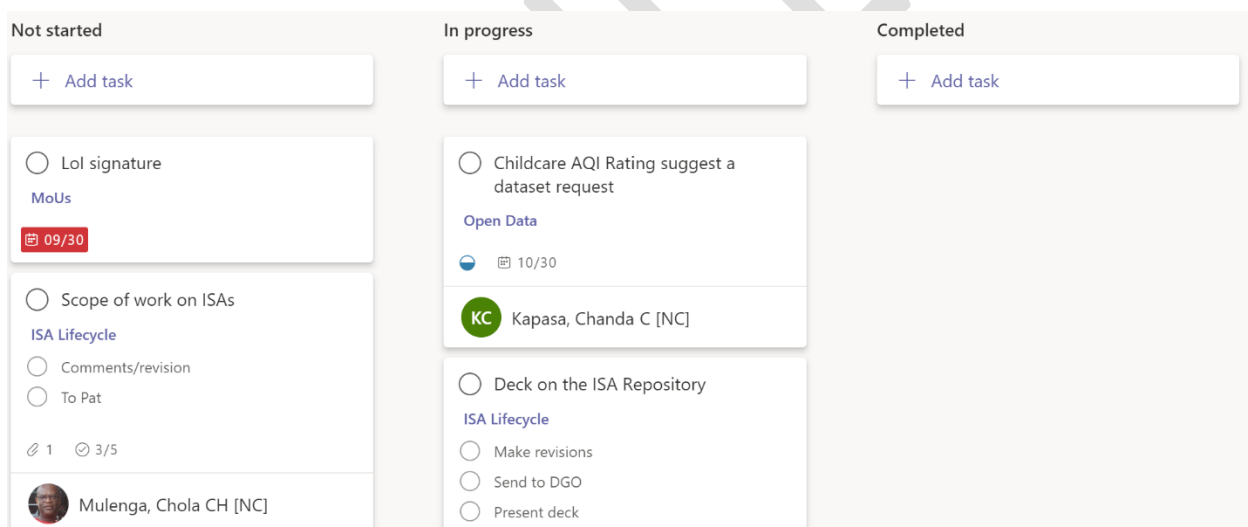 Not started
+ Add task
LoI signature
MoUs
09/30
Scope of work on ISAs
ISA Lifecycle
Comments/revision
To Pat
1 3/5
Mulenga, Chola CH [NC]
In progress
+ Add task
Childcare AQI Rating suggest a
dataset request
Open Data
10/30
KC Kapasa, Chanda C [NC]
Deck on the ISA Repository
ISA Lifecycle
Make revisions
Send to DGO
Present deck
Completed
+ Add task